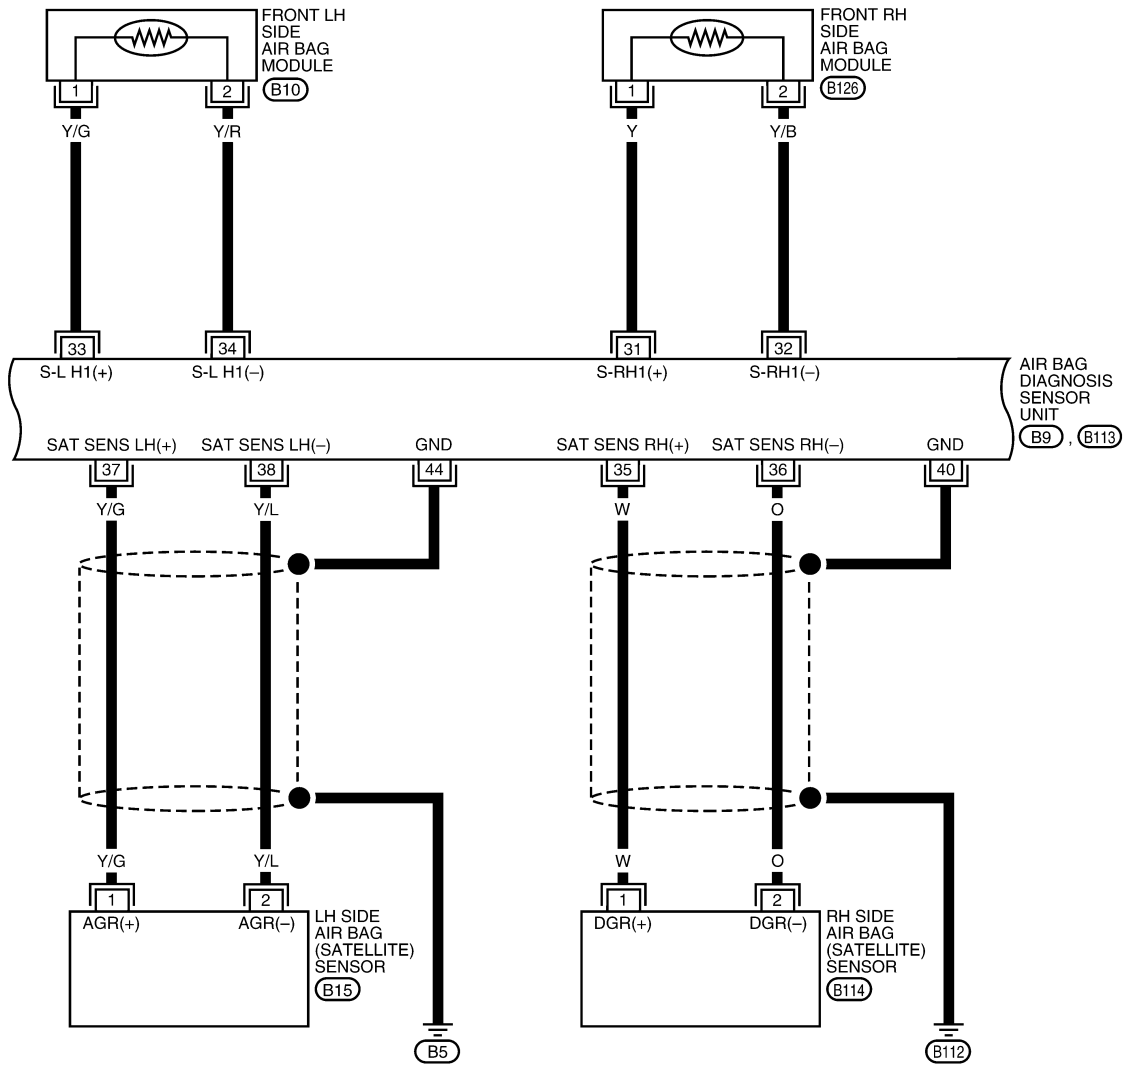 FRONT LH
SIDE
AIR BAG
MODULE
B10
1
2
Y/G
Y/R
FRONT RH
SIDE
AIR BAG
MODULE
B126
1
2
Y
Y/B
33
34
31
32
S-L H1(+)
S-L H1(–)
S-RH1(+)
S-RH1(–)
AIR BAG
DIAGNOSIS
SENSOR
UNIT
B9 , B113
SAT SENS LH(+)
SAT SENS LH(–)
GND
SAT SENS RH(+)
SAT SENS RH(–)
GND
37
38
44
35
36
40
Y/G
Y/L
W
O
Y/G
Y/L
W
O
1
2
1
2
AGR(+)
AGR(–)
LH SIDE
AIR BAG
(SATELLITE)
SENSOR
B15
DGR(+)
DGR(–)
RH SIDE
AIR BAG
(SATELLITE)
SENSOR
B114
B5
B112